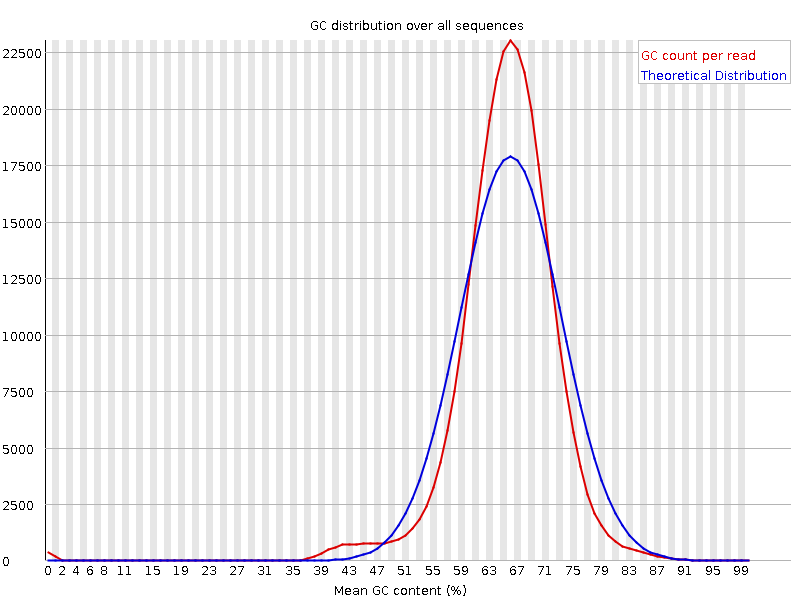 GC distribution over all sequences
GC count per read
Theoretical Distribution
22500
20000
17500
15000
12500
10000
7500
5000
2500
0
0 2 4 6 8 11 15 19 23 27 31 35 39 43 47 51 55 59 63 67 71 75 79 83 87 91 95 99
Mean GC content (%)